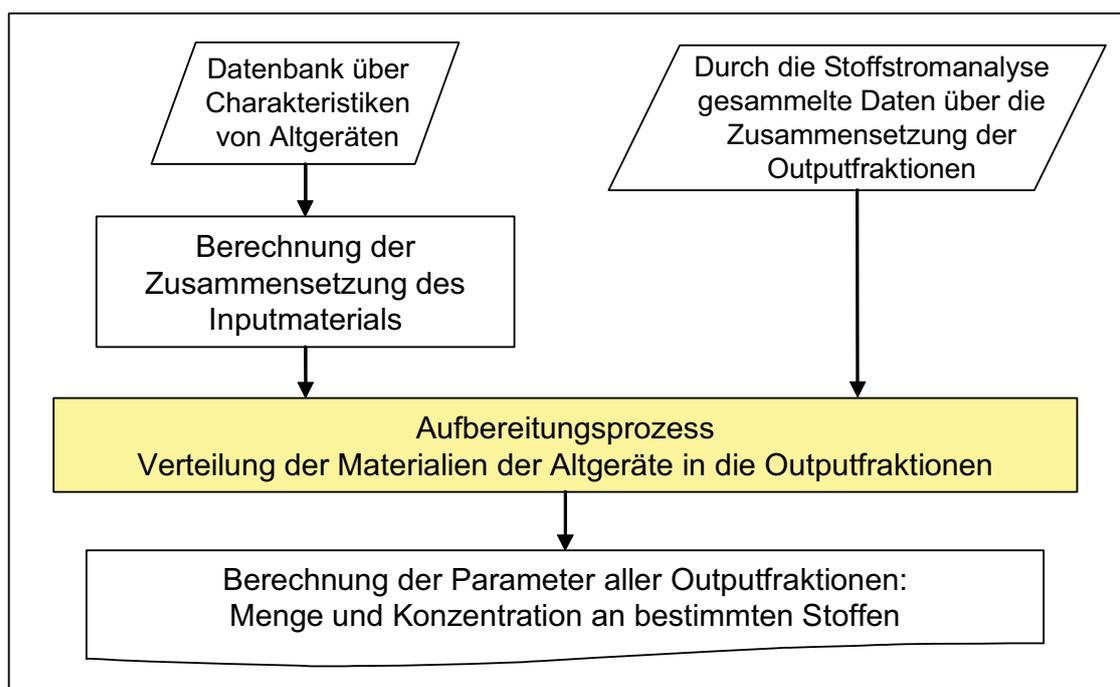 Datenbank über
Charakteristiken
von Altgeräten
Durch die Stoffstromanalyse
gesammelte Daten über die
Zusammensetzung der
Outputfraktionen
Berechnung der
Zusammensetzung des
Inputmaterials
Aufbereitungsprozess
Verteilung der Materialien der Altgeräte in die Outputfraktionen
Berechnung der Parameter aller Outputfraktionen:
Menge und Konzentration an bestimmten Stoffen